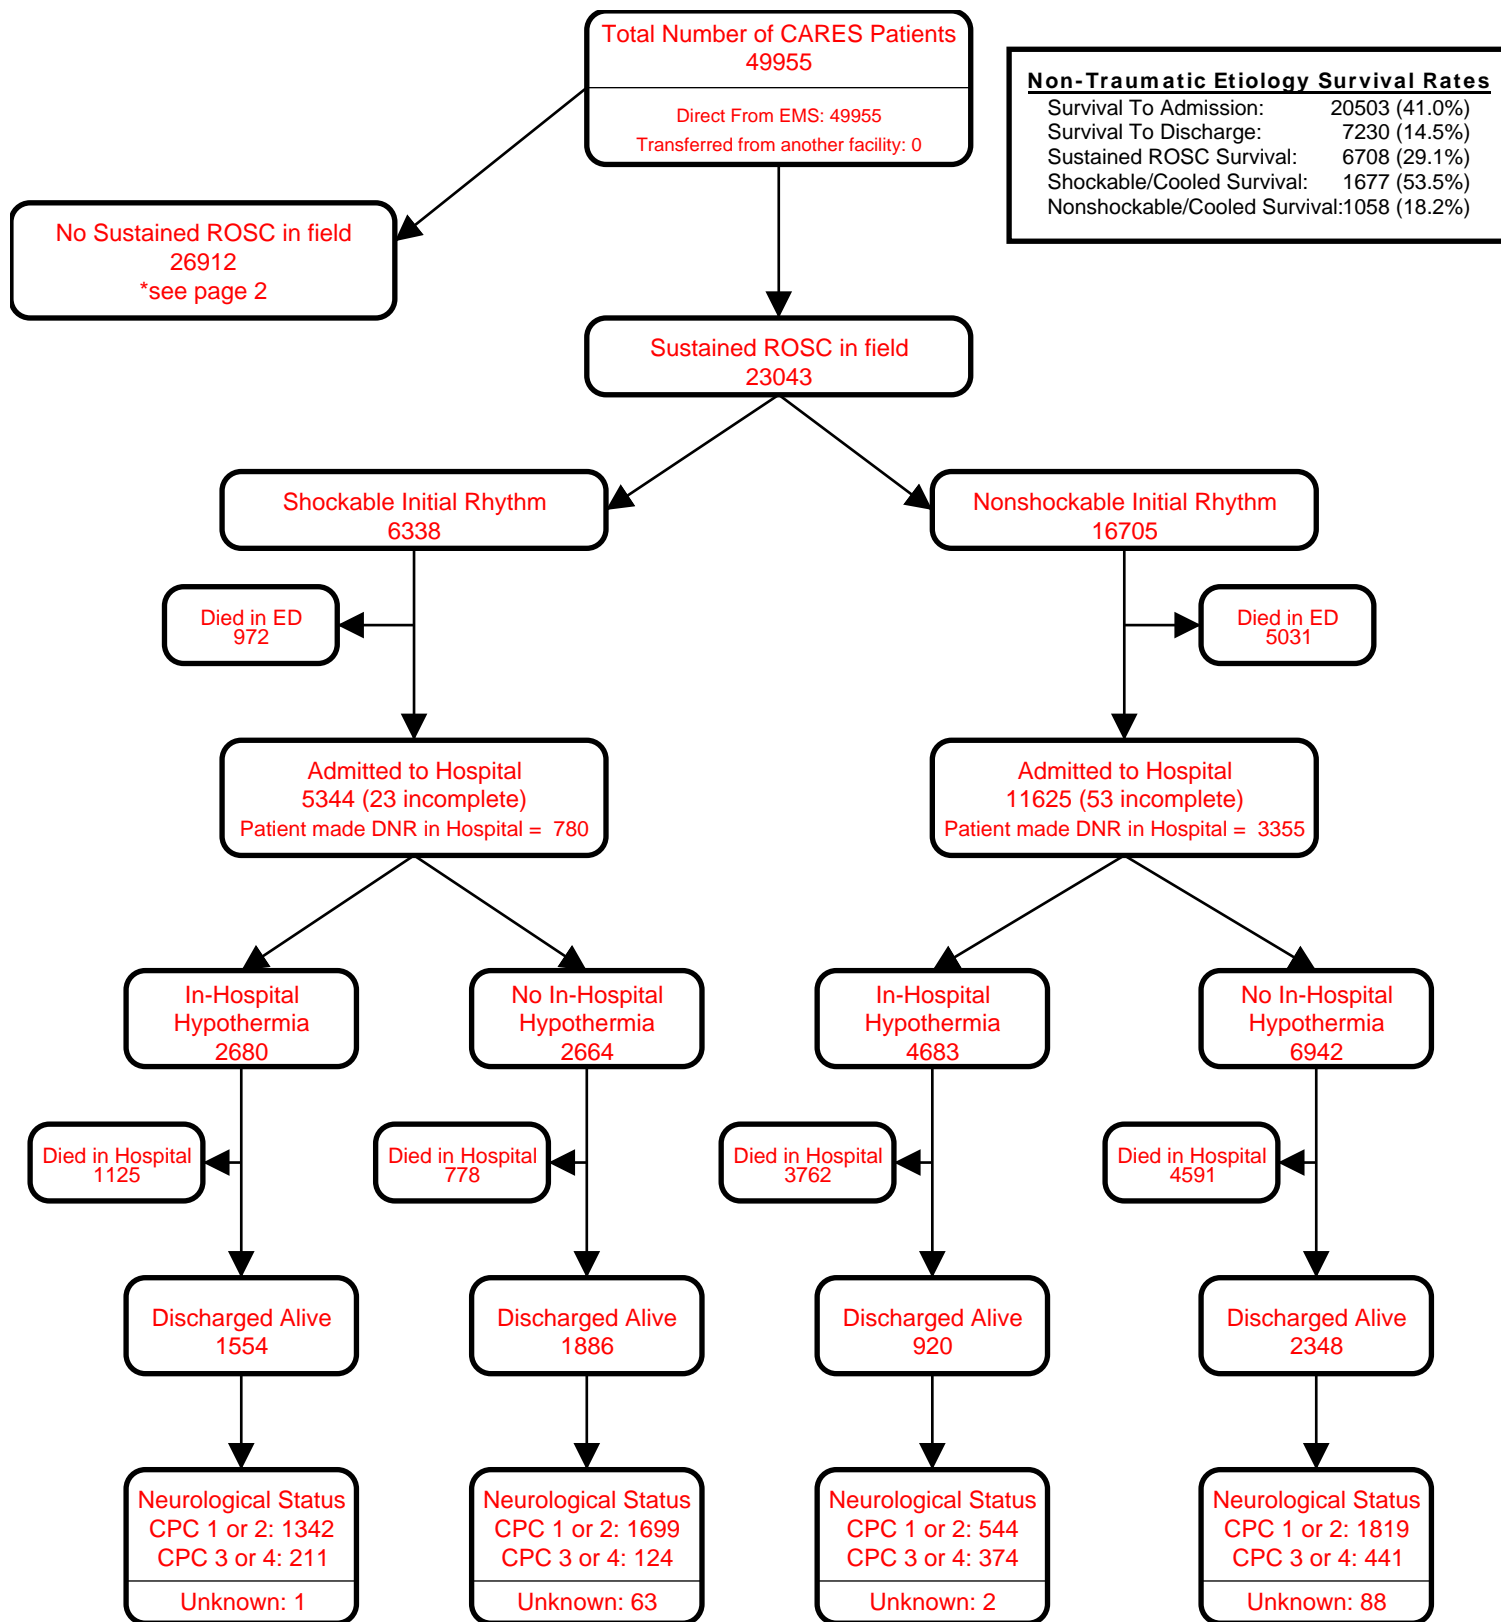 Total Number of CARES Patients
49955
Direct From EMS: 49955
Transferred from another facility: 0
Non-Traumatic Etiology Survival Rates
Survival To Admission: 20503 (41.0%)
Survival To Discharge: 7230 (14.5%)
Sustained ROSC Survival: 6708 (29.1%)
Shockable/Cooled Survival: 1677 (53.5%)
Nonshockable/Cooled Survival:1058 (18.2%)
No Sustained ROSC in field
26912
*see page 2
Sustained ROSC in field
23043
Shockable Initial Rhythm
6338
Nonshockable Initial Rhythm
16705
Died in ED
972
Died in ED
5031
Admitted to Hospital
5344 (23 incomplete)
Patient made DNR in Hospital = 780
Admitted to Hospital
11625 (53 incomplete)
Patient made DNR in Hospital = 3355
In-Hospital
Hypothermia
2680
No In-Hospital
Hypothermia
2664
In-Hospital
Hypothermia
4683
No In-Hospital
Hypothermia
6942
Died in Hospital
1125
Died in Hospital
778
Died in Hospital
3762
Died in Hospital
4591
Discharged Alive
1554
Discharged Alive
1886
Discharged Alive
920
Discharged Alive
2348
Neurological Status
CPC 1 or 2: 1342
CPC 3 or 4: 211
Unknown: 1
Neurological Status
CPC 1 or 2: 1699
CPC 3 or 4: 124
Unknown: 63
Neurological Status
CPC 1 or 2: 544
CPC 3 or 4: 374
Unknown: 2
Neurological Status
CPC 1 or 2: 1819
CPC 3 or 4: 441
Unknown: 88